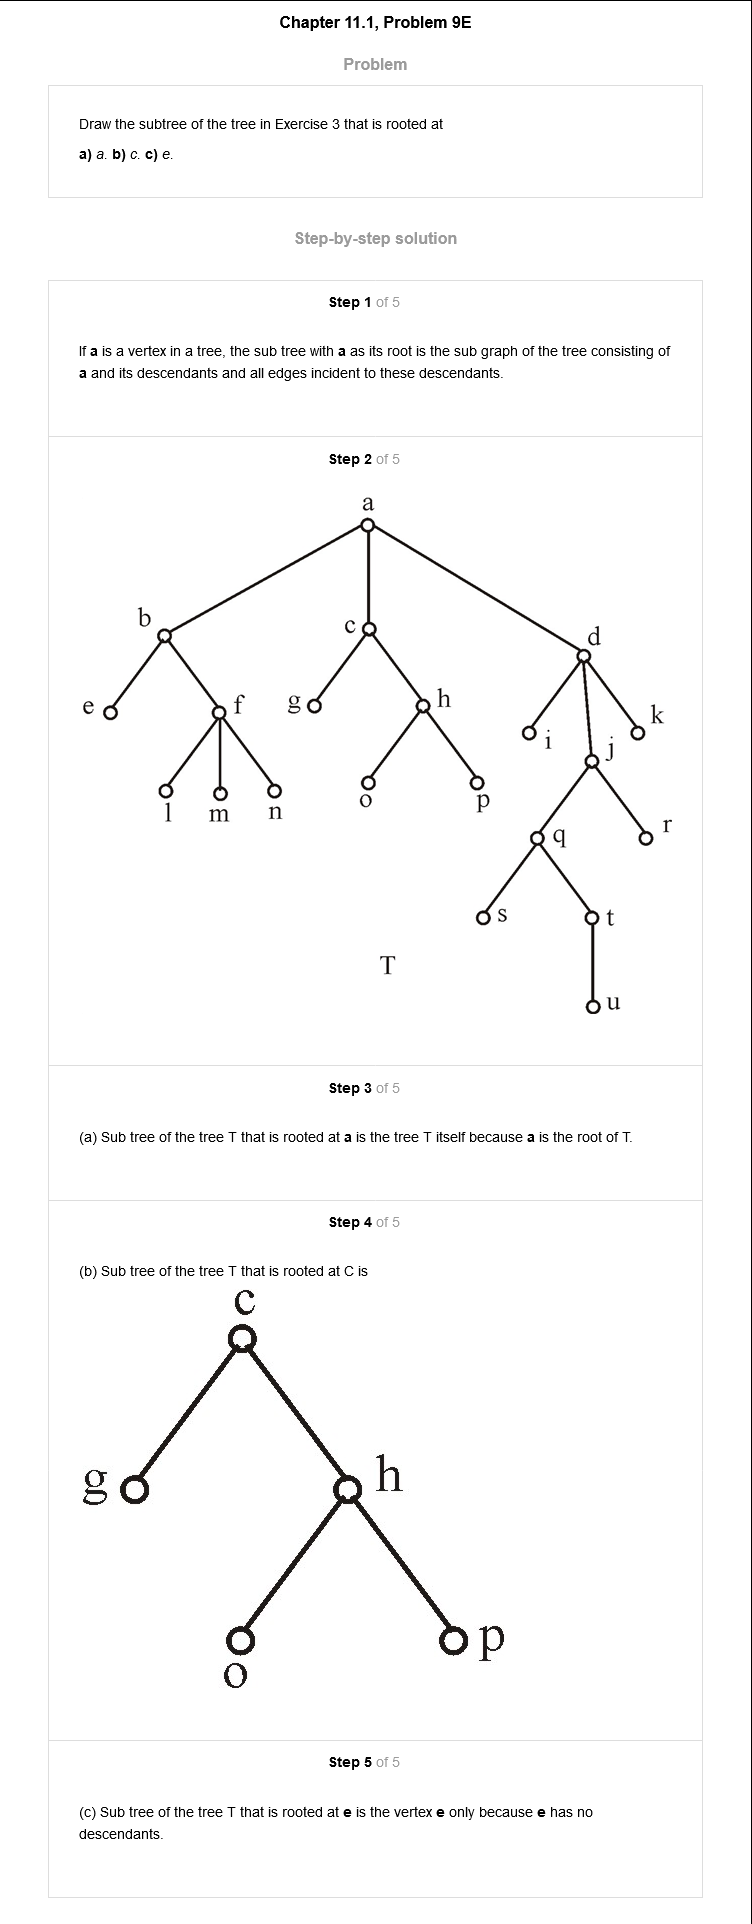 Chapter 11.1, Problem 9E
Problem
Draw the subtree of the tree in Exercise 3 that is rooted at
a) a. b) c. c) e.
Step-by-step solution
Step 1 of 5
If a is a vertex in a tree, the sub tree with a as its root is the sub graph of the tree consisting of
a and its descendants and all edges incident to these descendants.
Step 2 of 5
a
b
c
d
e
f
g
h
i
j
k
l
m
n
o
p
q
r
s
t
T
u
Step 3 of 5
(a) Sub tree of the tree T that is rooted at a is the tree T itself because a is the root of T.
Step 4 of 5
(b) Sub tree of the tree T that is rooted at C is
c
g
h
o
p
Step 5 of 5
(c) Sub tree of the tree T that is rooted at e is the vertex e only because e has no
descendants.